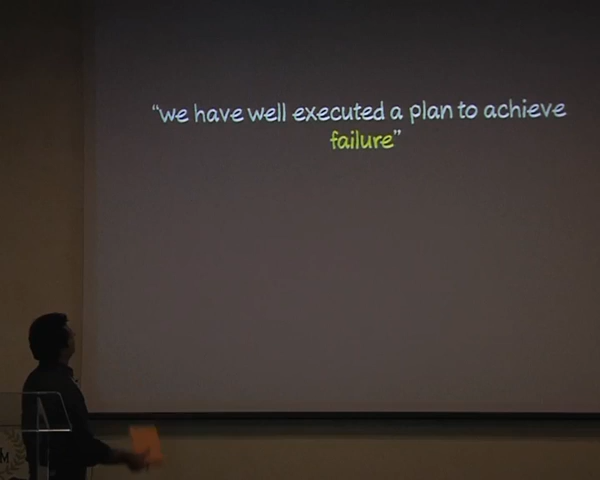 “we have well executed a plan to achieve
failure”
M